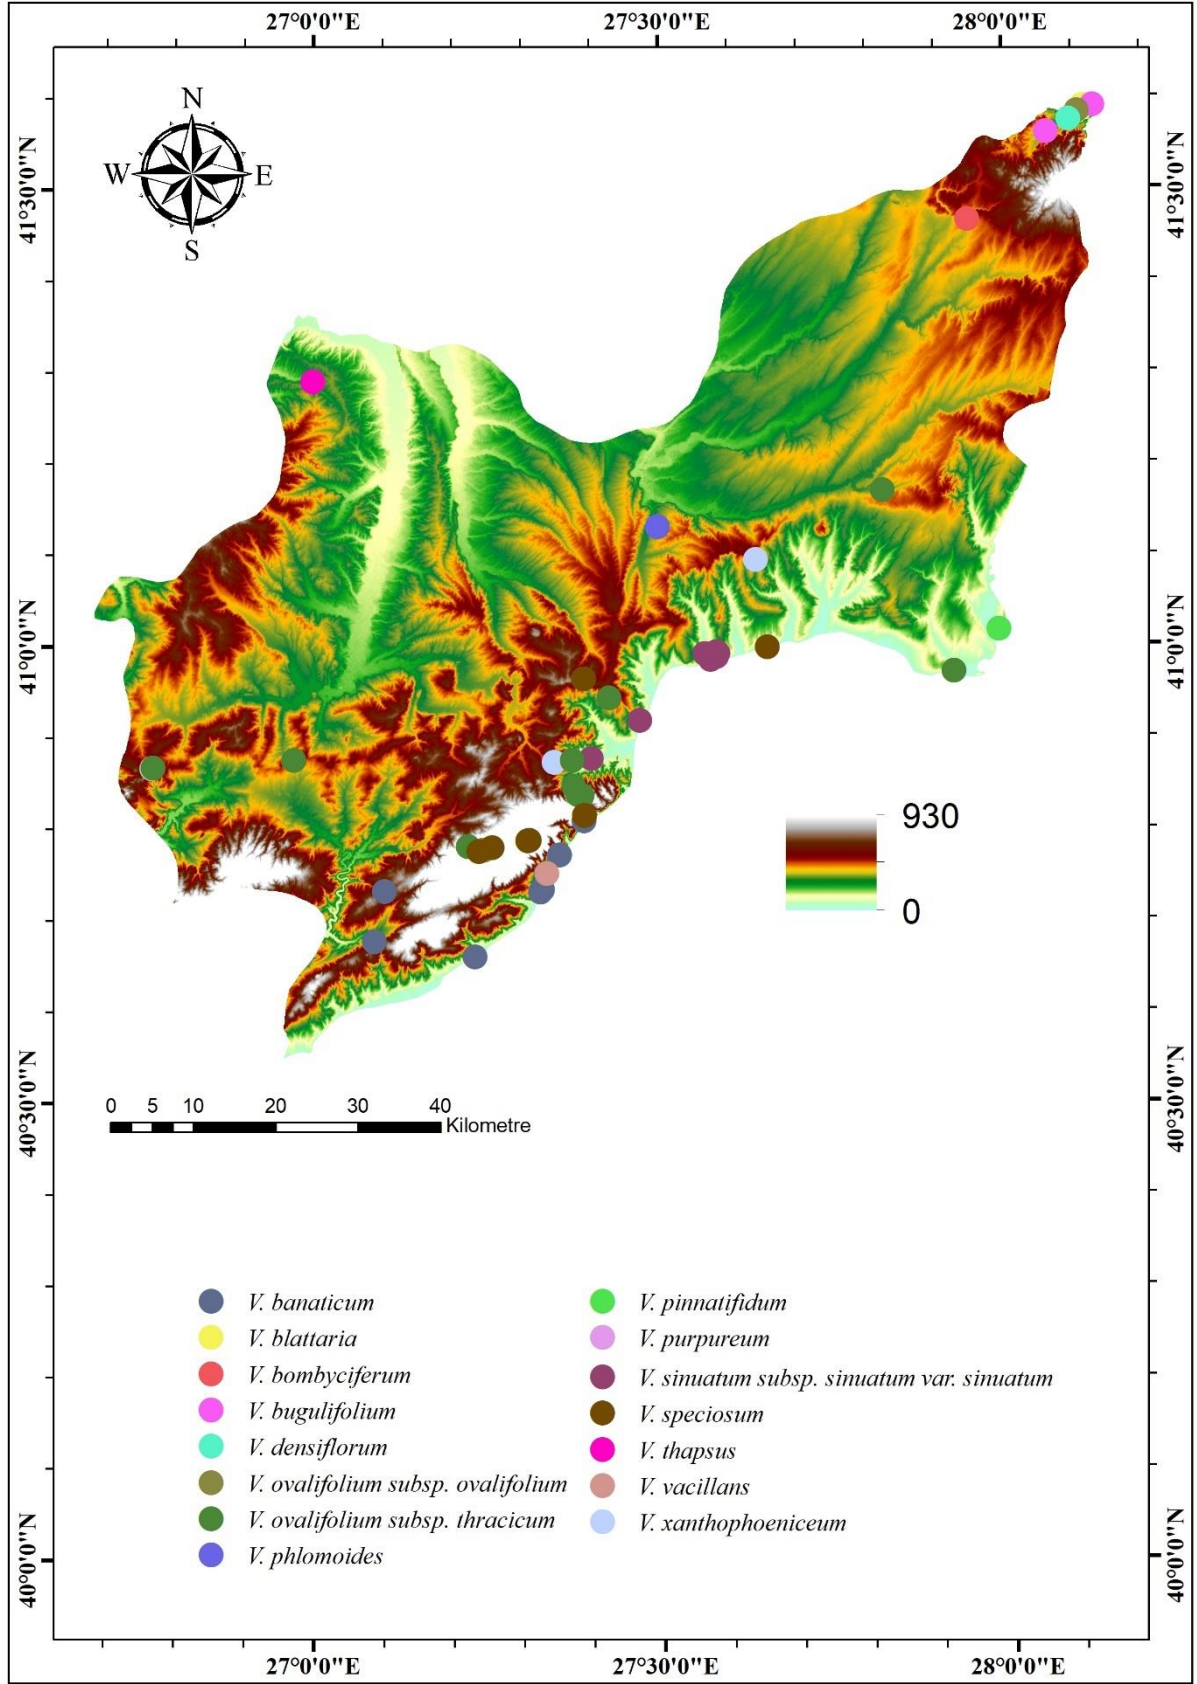 27°0'0"E 27°30'0"E 28°0'0"E
N
W E
S
41°30'0"N 41°30'0"N
41°0'0"N 41°0'0"N
930
0
40°30'0"N 40°30'0"N
0 5 10 20 30 40
Kilometre
V. banaticum
V. blattaria
V. bombyciferum
V. bugulifolium
V. densiflorum
V. ovalifolium subsp. ovalifolium
V. ovalifolium subsp. thracicum
V. phlomoides
V. pinnatifidum
V. purpureum
V. sinuatum subsp. sinuatum var. sinuatum
V. speciosum
V. thapsus
V. vacillans
V. xanthophoeniceum
40°0'0"N 40°0'0"N
27°0'0"E 27°30'0"E 28°0'0"E